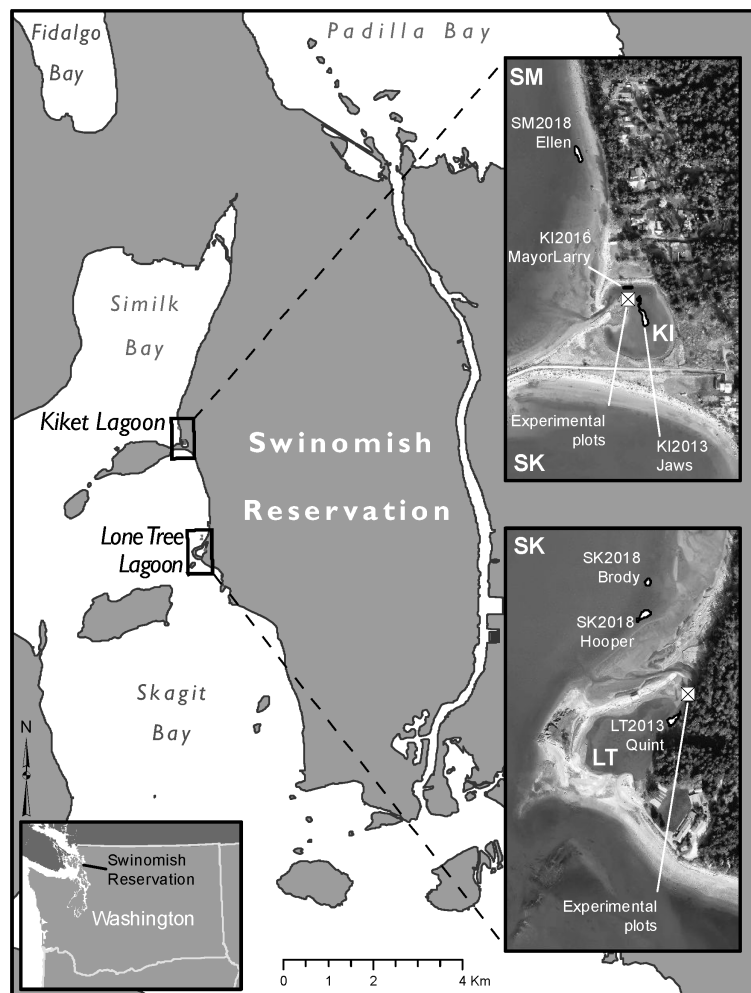 Fidalgo
Bay
Padilla Bay
Similk
Bay
Kiket Lagoon
Swinomish
Reservation
Lone Tree
Lagoon
Skagit
Bay
N
Swinomish
Reservation
Washington
0 1 2 4 Km
SM
SM2018
Ellen
KI2016
MayorLarry
KI
Experimental
plots
KI2013
Jaws
SK
SK
SK2018
Brody
SK2018
Hooper
LT2013
Quint
LT
Experimental
plots